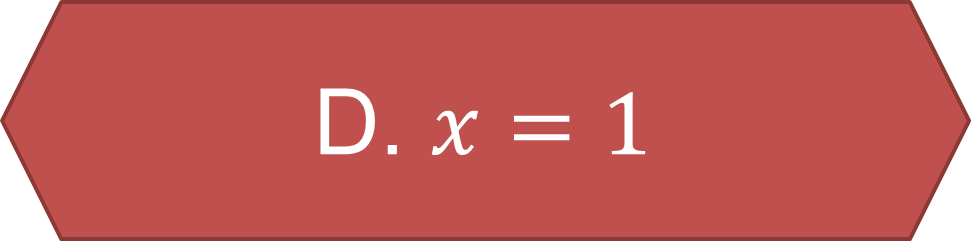 D. 𝑥 = 1